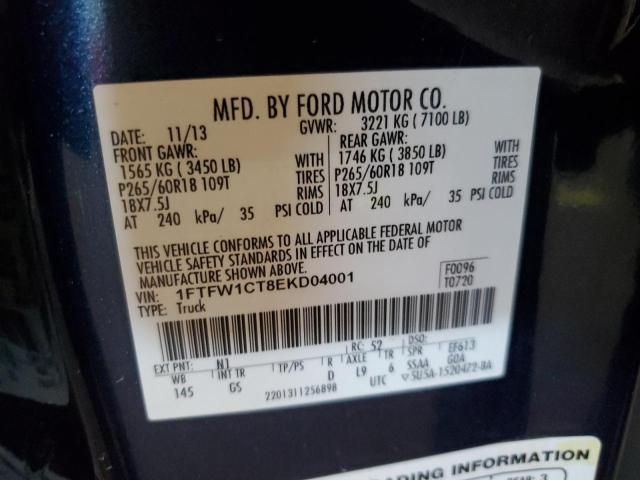 MFD. BY FORD MOTOR CO.
DATE: 11/13 GVWR: 3221 KG ( 7100 LB)
FRONT GAWR: REAR GAWR:
1565 KG ( 3450 LB) 1746 KG ( 3850 LB)
P265/60R18 109T TIRES P265/60R18 109T TIRES
18X7.5J RIMS 18X7.5J RIMS
AT 240 kPa/ 35 PSI COLD AT 240 kPa/ 35 PSI COLD
THIS VEHICLE CONFORMS TO ALL APPLICABLE FEDERAL MOTOR
VEHICLE SAFETY STANDARDS IN EFFECT ON THE DATE OF
MANUFACTURE SHOWN ABOVE.
VIN: 1FTFW1CT8EKD04001 F0096
TYPE: Truck T0720
EXT PNT: N1 RC: 52 DSO:
WB INT TR TP/PS R AXLE TR SPR EF613
145 GS D L9 6 SSAA GOA
2201311256898 UTC 5U5A-1520472-BA
ADING INFORMATION
REAR: 3